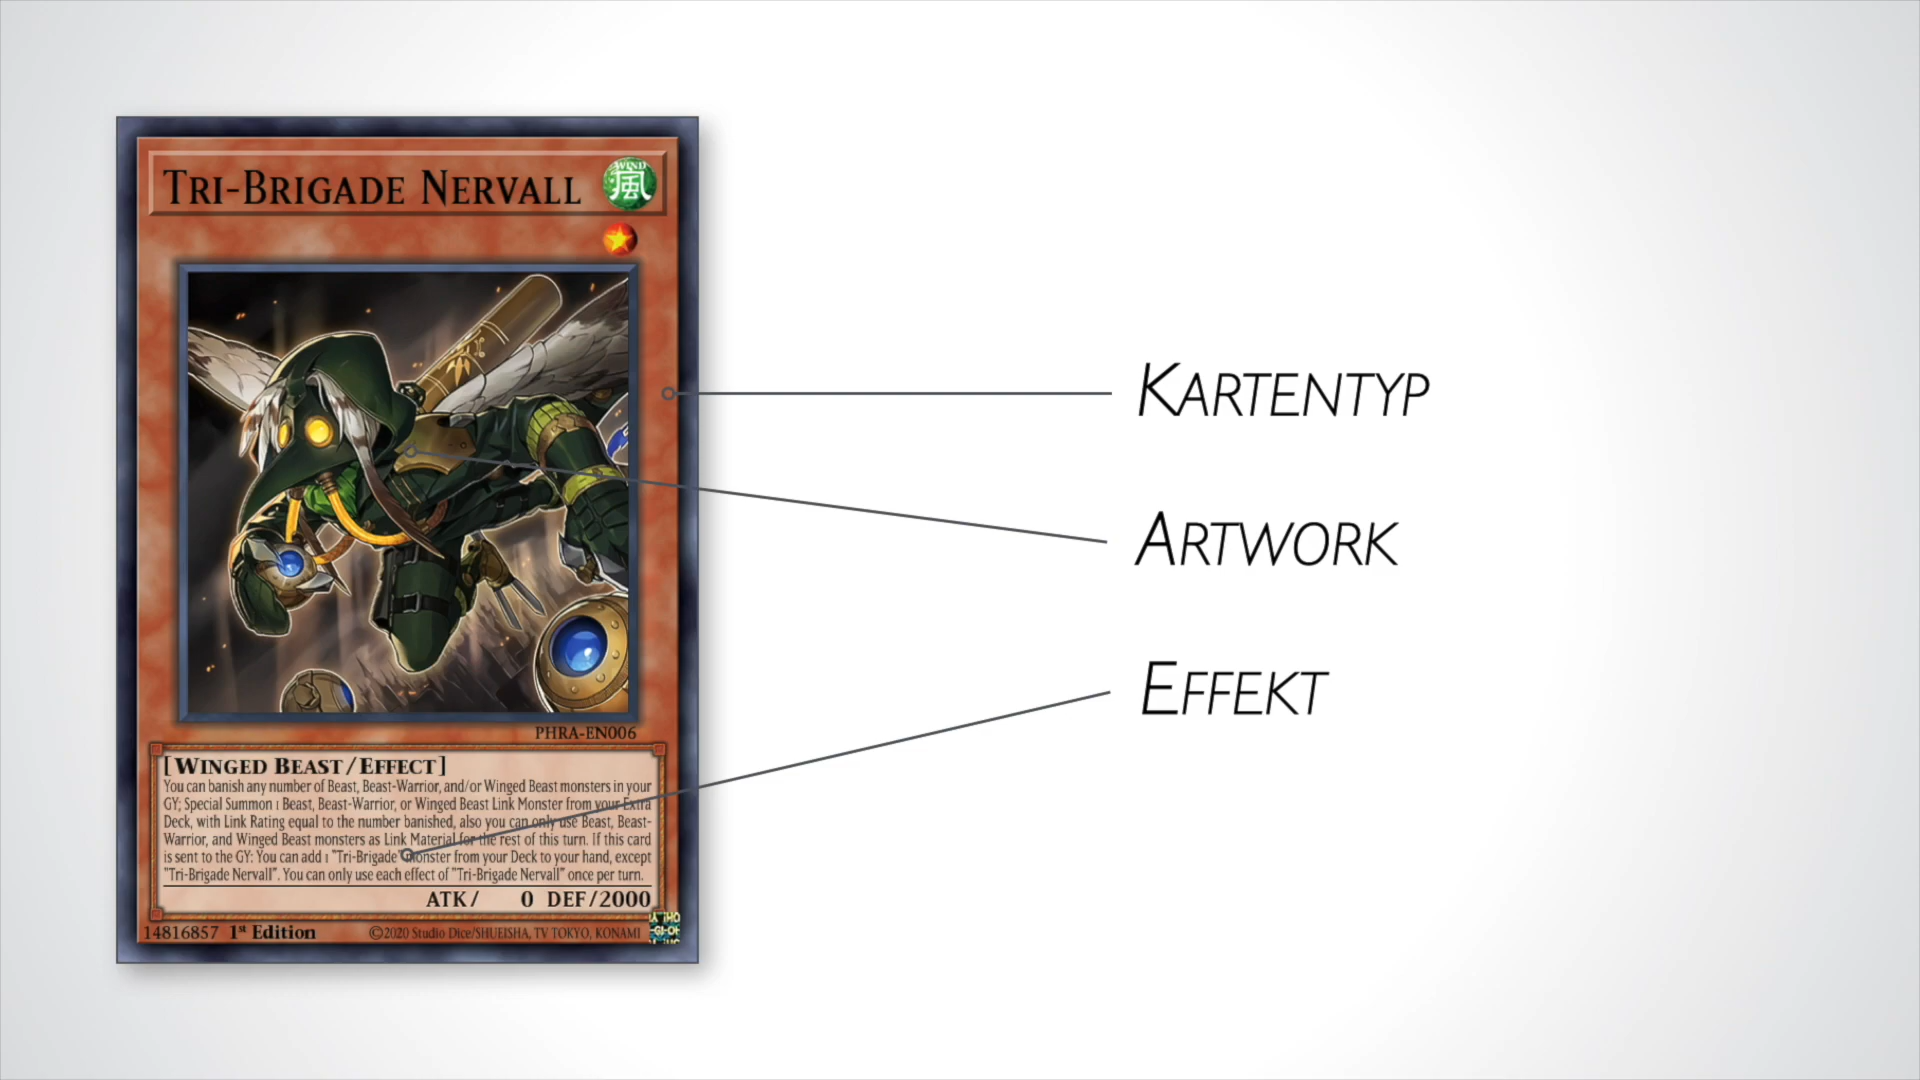 TRI-BRIGADE NERVALL
WIND
風
KARTENTYP
ARTWORK
EFFEKT
PHRA-EN006
[WINGED BEAST/EFFECT]
You can banish any number of Beast, Beast-Warrior, and/or Winged Beast monsters in your
GY; Special Summon 1 Beast, Beast-Warrior, or Winged Beast Link Monster from your Extra
Deck, with Link Rating equal to the number banished, also you can only use Beast, Beast-
Warrior, and Winged Beast monsters as Link Material for the rest of this turn. If this card
is sent to the GY: You can add 1 "Tri-Brigade" monster from your Deck to your hand, except
"Tri-Brigade Nervall". You can only use each effect of "Tri-Brigade Nervall" once per turn.
ATK/ 0 DEF/2000
14816857 1st Edition ©2020 Studio Dice/SHUEISHA, TV TOKYO, KONAMI